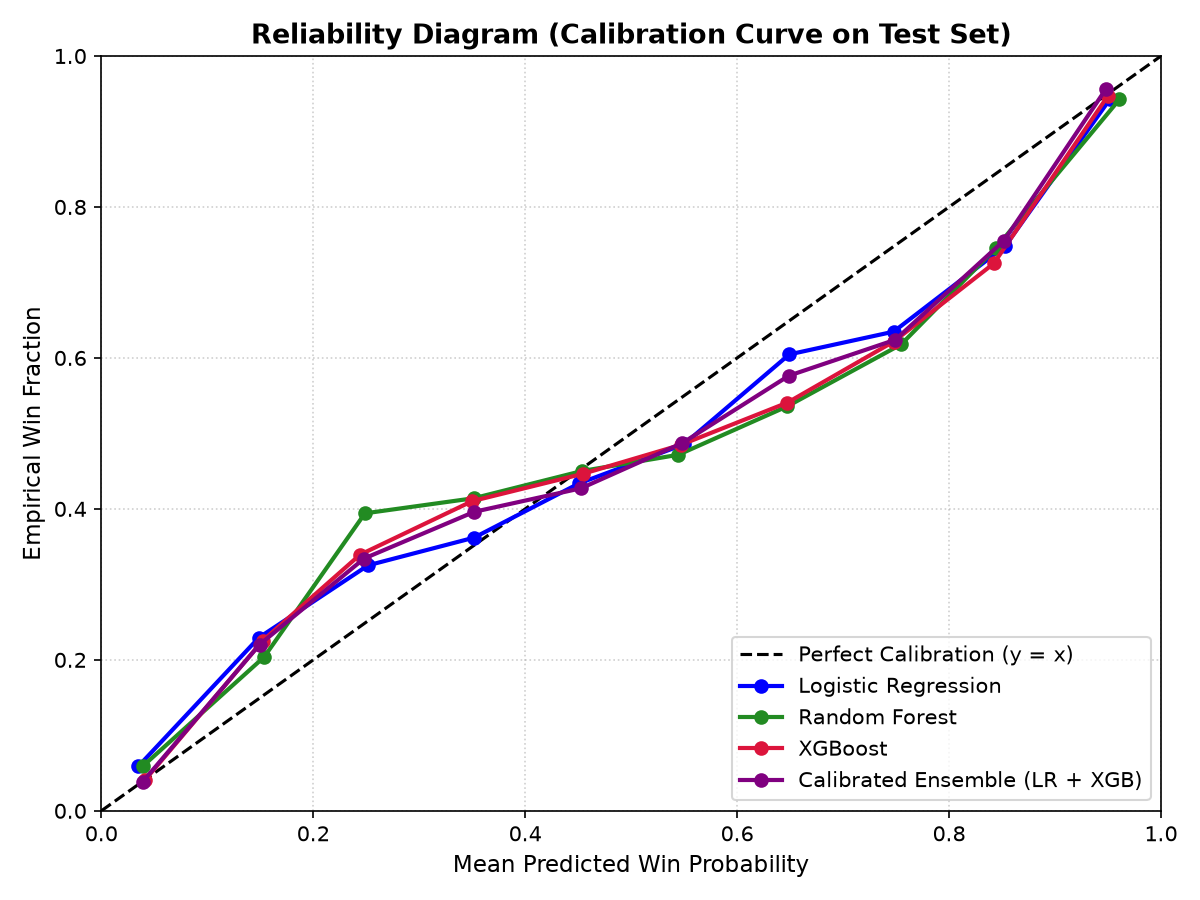 Reliability Diagram (Calibration Curve on Test Set)
1.0
0.8
0.6
0.4
0.2
0.0
Empirical Win Fraction
Perfect Calibration (y = x)
Logistic Regression
Random Forest
XGBoost
Calibrated Ensemble (LR + XGB)
0.0 0.2 0.4 0.6 0.8 1.0
Mean Predicted Win Probability